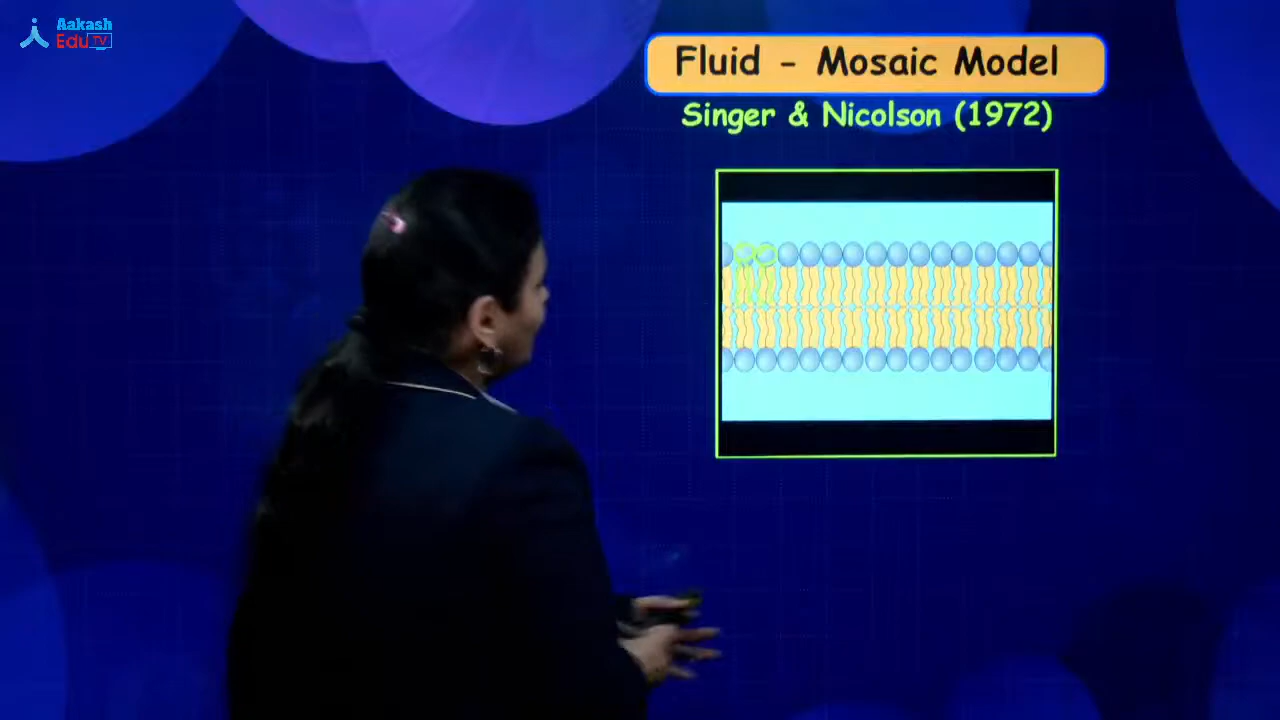 Aakash
Edu TV
Fluid - Mosaic Model
Singer & Nicolson (1972)